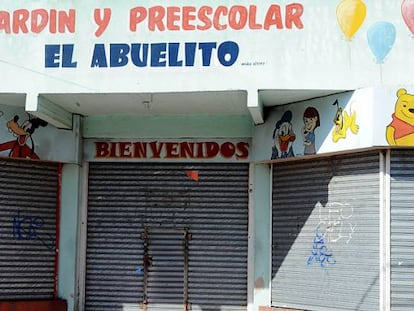 ARDIN Y PREESCOLAR
EL ABUELITO
BIENVENIDOS